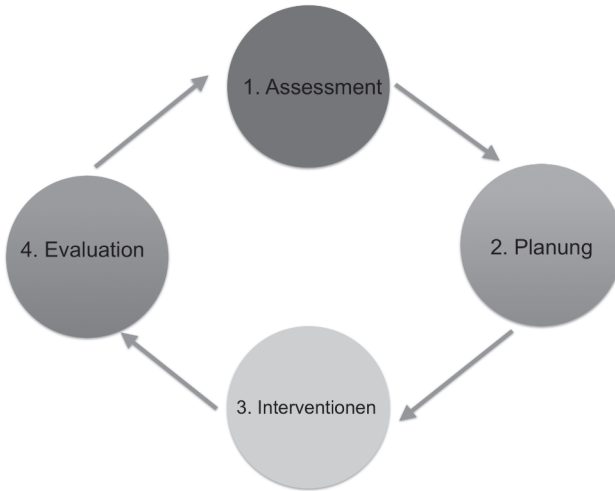 1. Assessment
2. Planung
3. Interventionen
4. Evaluation